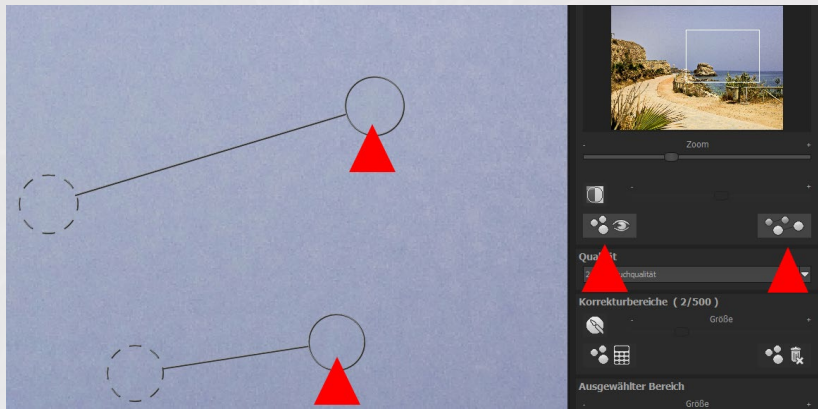 - Zoom +
- +
Qualität
Korrekturbereiche ( 2/500 )
- Größe +
Ausgewählter Bereich
- Größe +